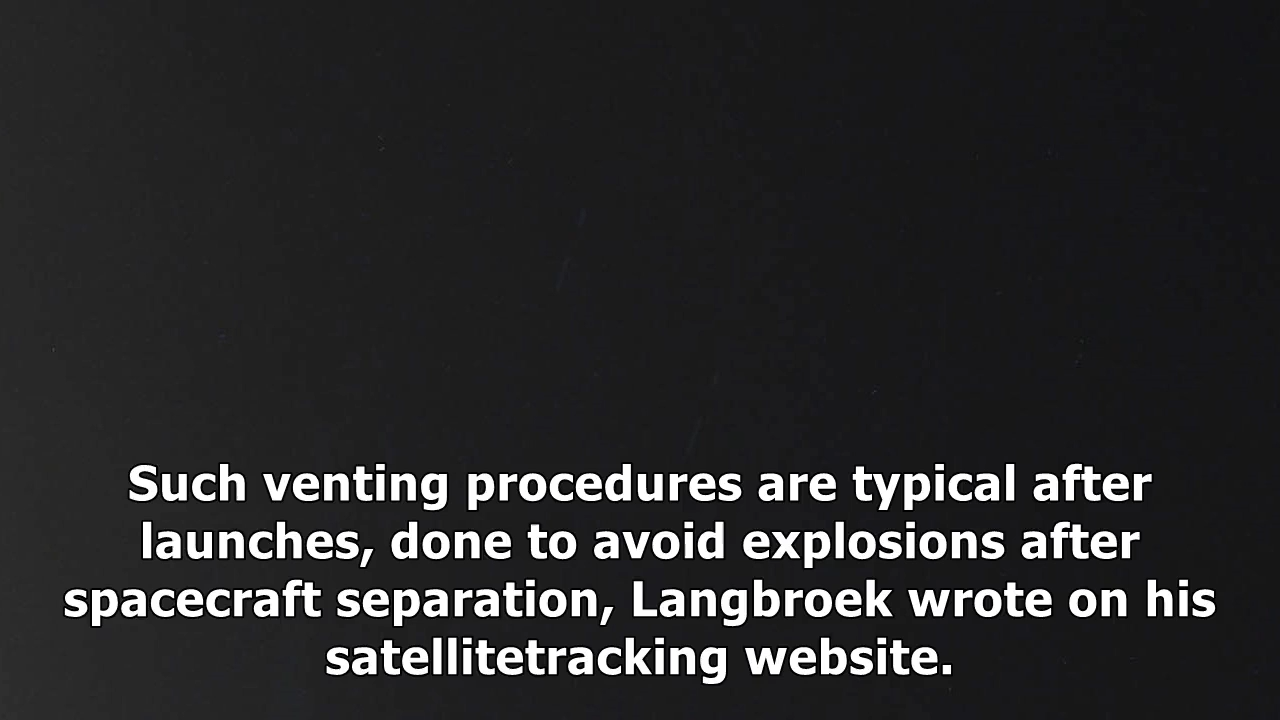 Such venting procedures are typical after
launches, done to avoid explosions after
spacecraft separation, Langbroek wrote on his
satellitetracking website.